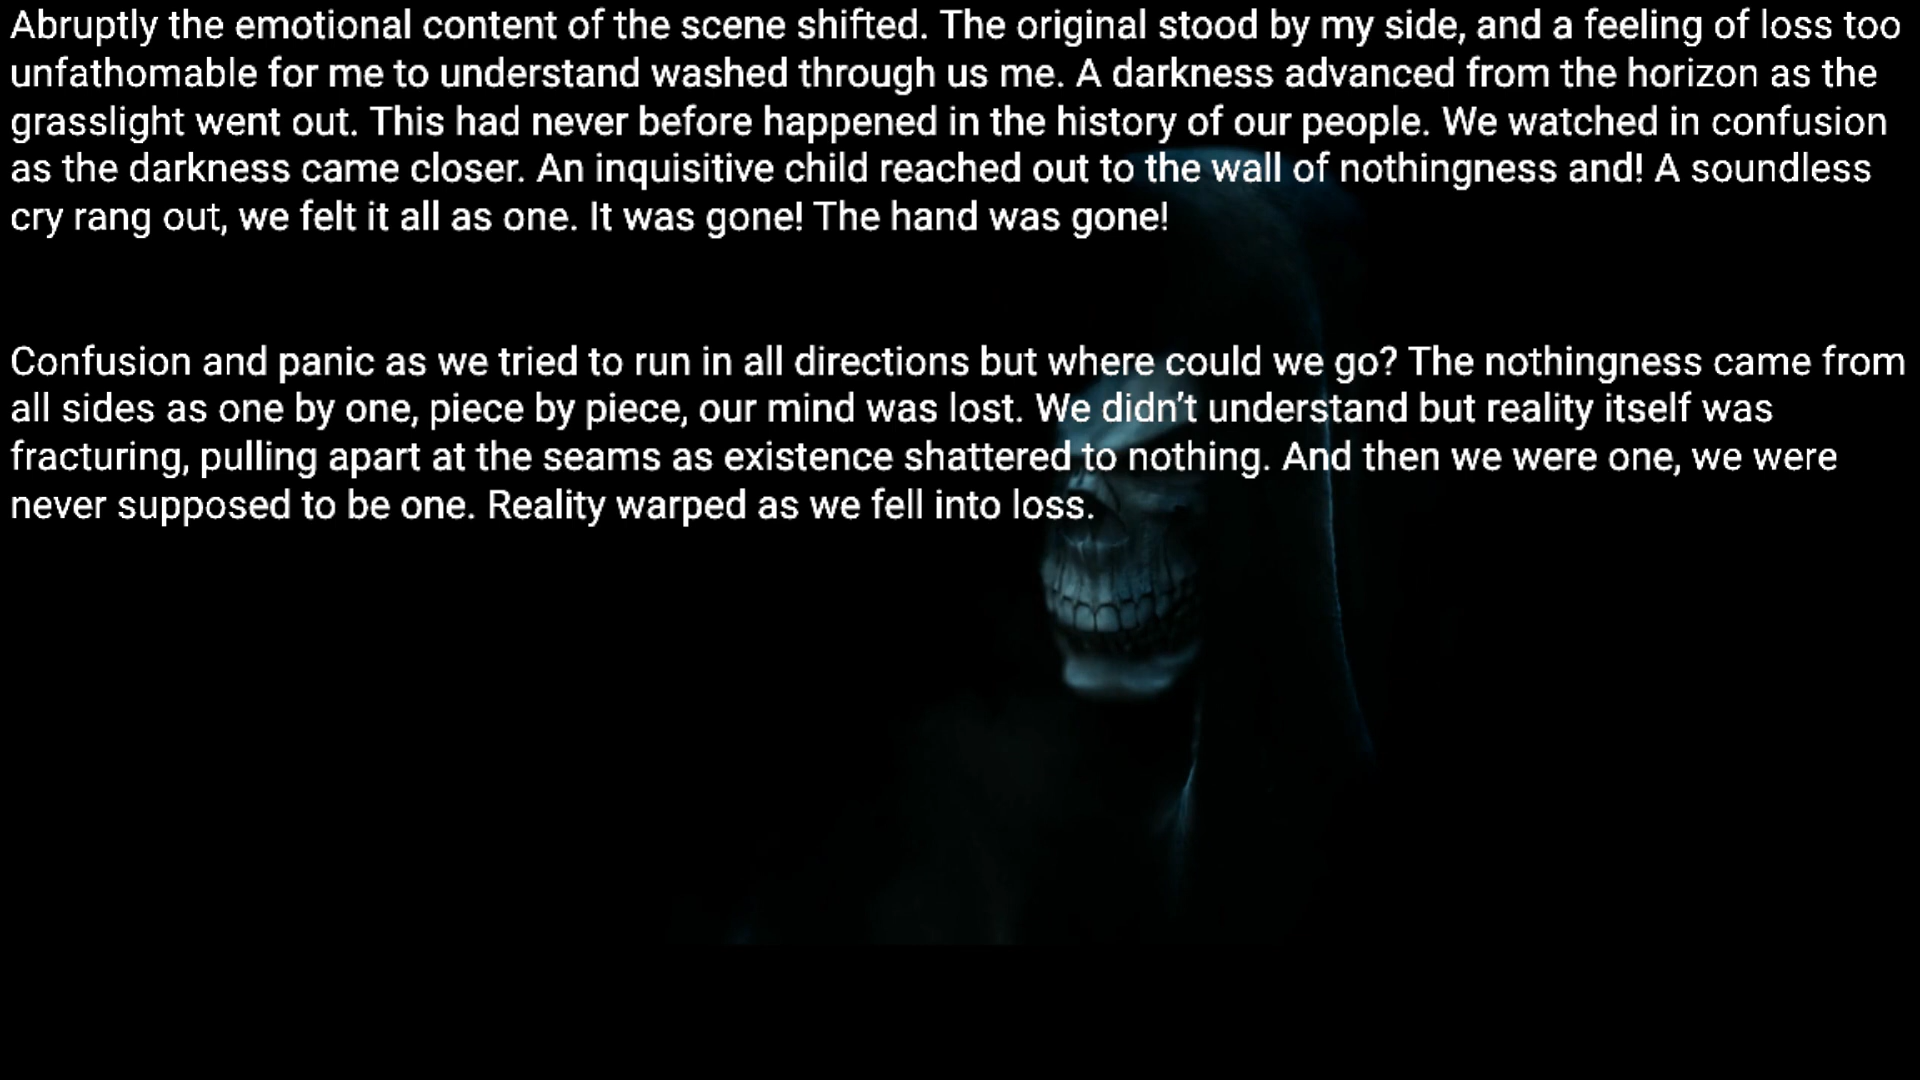 Abruptly the emotional content of the scene shifted. The original stood by my side, and a feeling of loss too
unfathomable for me to understand washed through us me. A darkness advanced from the horizon as the
grasslight went out. This had never before happened in the history of our people. We watched in confusion
as the darkness came closer. An inquisitive child reached out to the wall of nothingness and! A soundless
cry rang out, we felt it all as one. It was gone! The hand was gone!
Confusion and panic as we tried to run in all directions but where could we go? The nothingness came from
all sides as one by one, piece by piece, our mind was lost. We didn’t understand but reality itself was
fracturing, pulling apart at the seams as existence shattered to nothing. And then we were one, we were
never supposed to be one. Reality warped as we fell into loss.